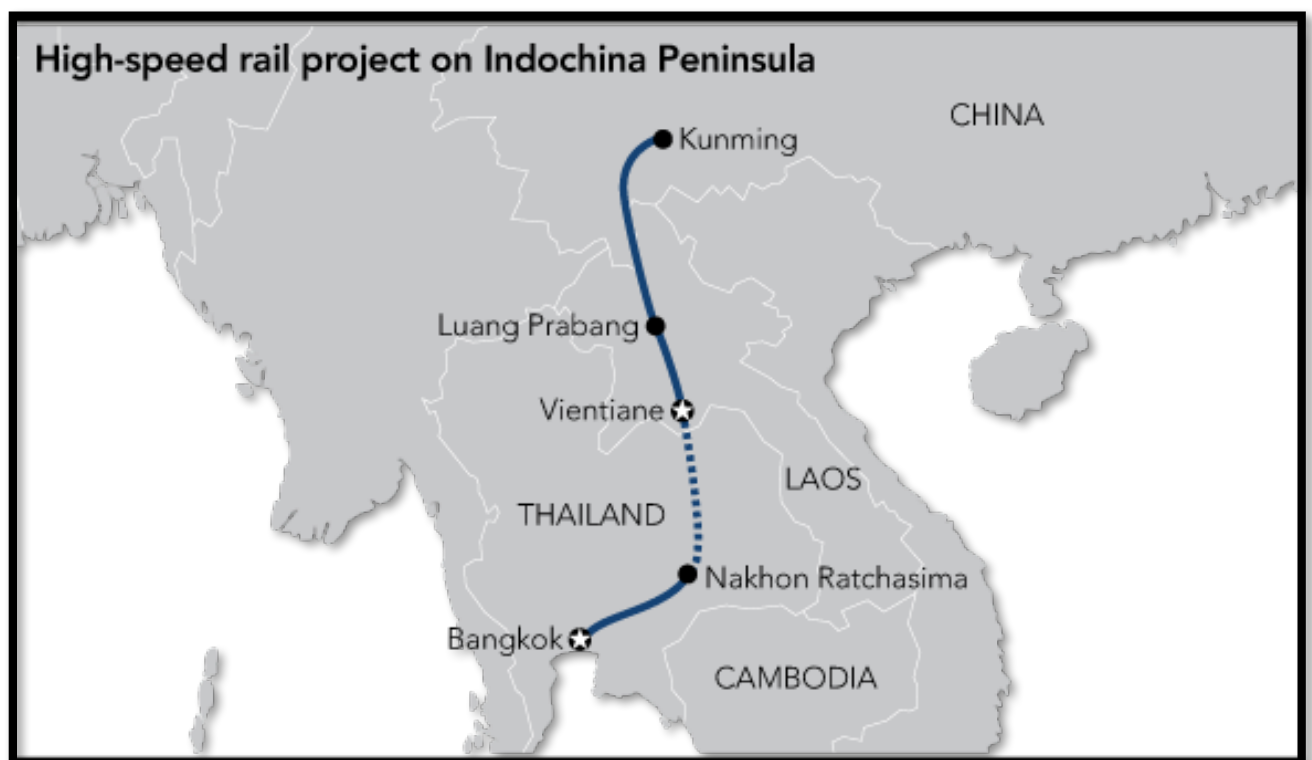 High-speed rail project on Indochina Peninsula
CHINA
Kunming
Luang Prabang
Vientiane
LAOS
THAILAND
Nakhon Ratchasima
Bangkok
CAMBODIA